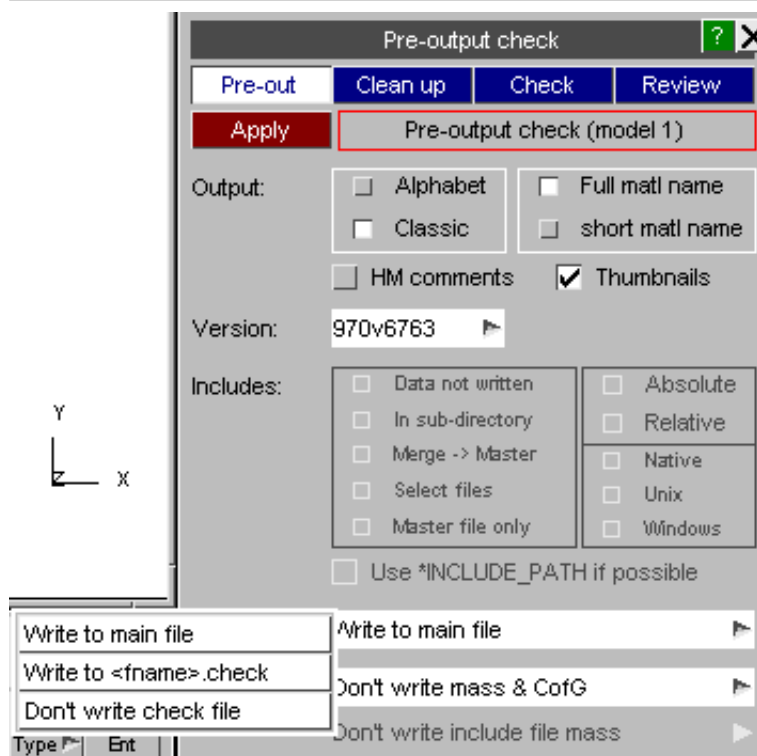 Pre-output check ?
Pre-out Clean up Check Review
Apply Pre-output check (model 1)
Output: Alphabet Full matl name
Classic short matl name
HM comments Thumbnails
Version: 970v6763
Includes: Data not written Absolute
In sub-directory Relative
Merge -> Master Native
Select files Unix
Master file only Windows
Use *INCLUDE_PATH if possible
Y
Z X
Write to main file Write to main file
Write to <fname>.check
Don't write check file Don't write mass & CofG
Type Ent Don't write include file mass